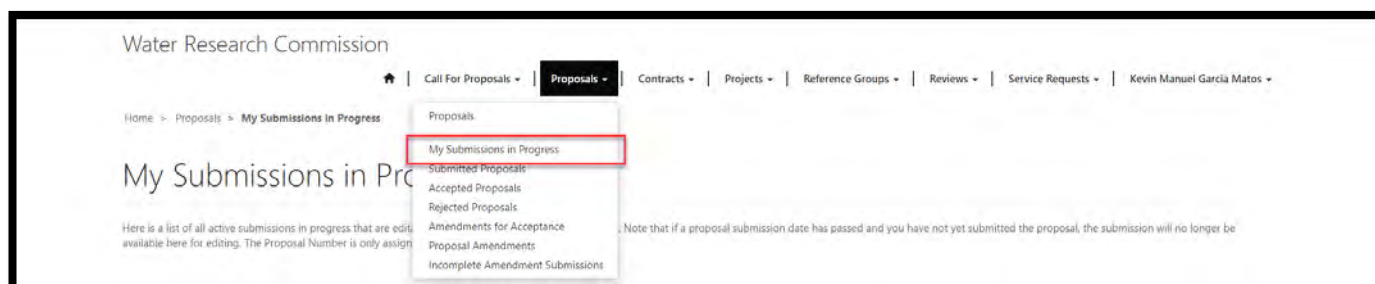 Water Research Commission
Call For Proposals | Proposals | Contracts | Projects | Reference Groups | Reviews | Service Requests | Kevin Manuel Garcia Matos
Home > Proposals > My Submissions in Progress
Proposals
My Submissions in Progress
Submitted Proposals
Accepted Proposals
Rejected Proposals
Amendments for Acceptance
Proposal Amendments
Incomplete Amendment Submissions
My Submissions in Pro
Here is a list of all active submissions in progress that are edit . Note that if a proposal submission date has passed and you have not yet submitted the proposal, the submission will no longer be
available here for editing. The Proposal Number is only assign